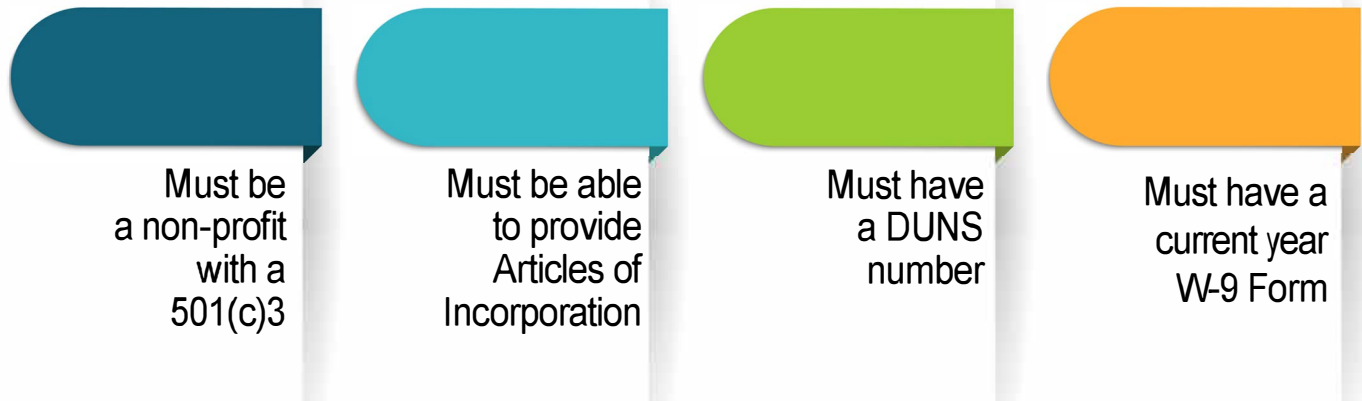 Must be
a non-profit
with a
501(c)3
Must be able
to provide
Articles of
Incorporation
Must have
a DUNS
number
Must have a
current year
W-9 Form